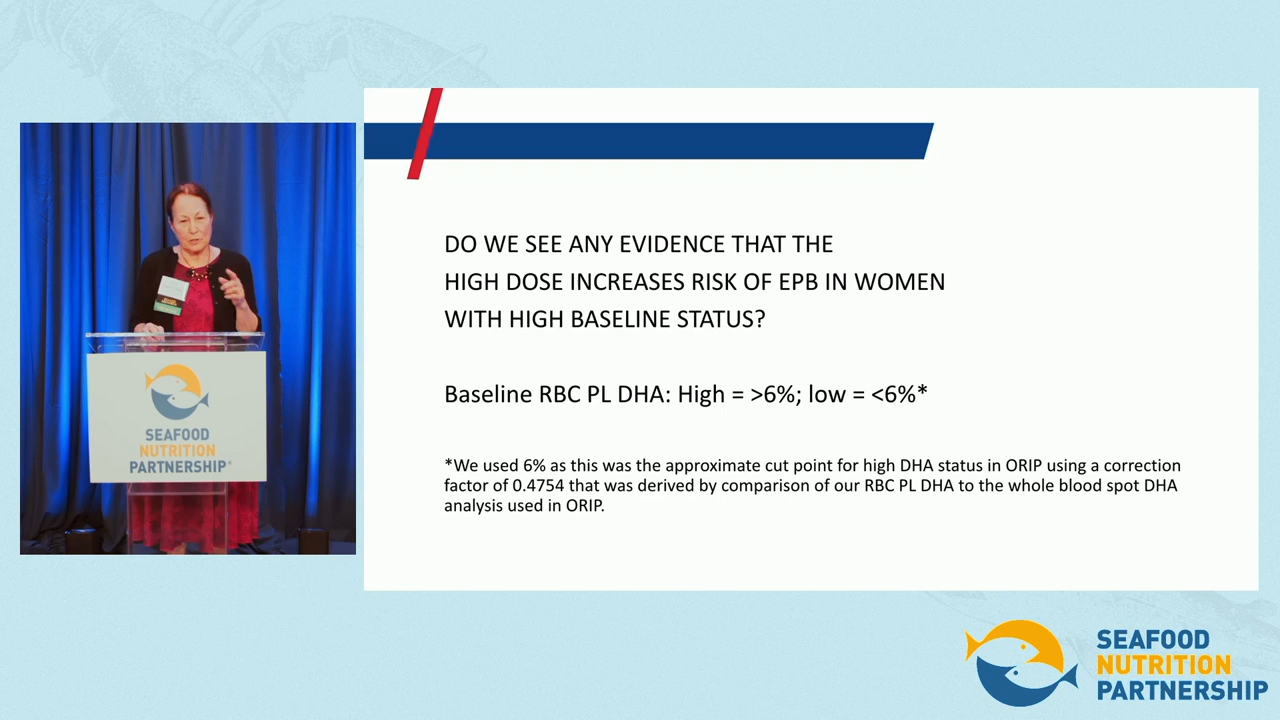 DO WE SEE ANY EVIDENCE THAT THE
HIGH DOSE INCREASES RISK OF EPB IN WOMEN
WITH HIGH BASELINE STATUS?
Baseline RBC PL DHA: High = >6%; low = <6%*
*We used 6% as this was the approximate cut point for high DHA status in ORIP using a correction
factor of 0.4754 that was derived by comparison of our RBC PL DHA to the whole blood spot DHA
analysis used in ORIP.
SEAFOOD
NUTRITION
PARTNERSHIP®
SEAFOOD
NUTRITION
PARTNERSHIP